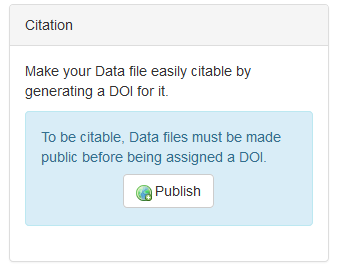 Citation
Make your Data file easily citable by
generating a DOI for it.
To be citable, Data files must be made
public before being assigned a DOI.
Publish